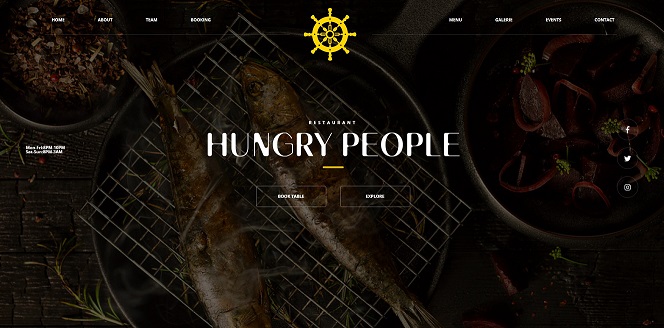 HOME ABOUT TEAM BOOKING MENU GALERIE EVENTS CONTACT
RESTAURANT
HUNGRY PEOPLE
Mon-Fri:8PM-10PM
Sat-Sun:8PM-3AM
BOOK TABLE EXPLORE